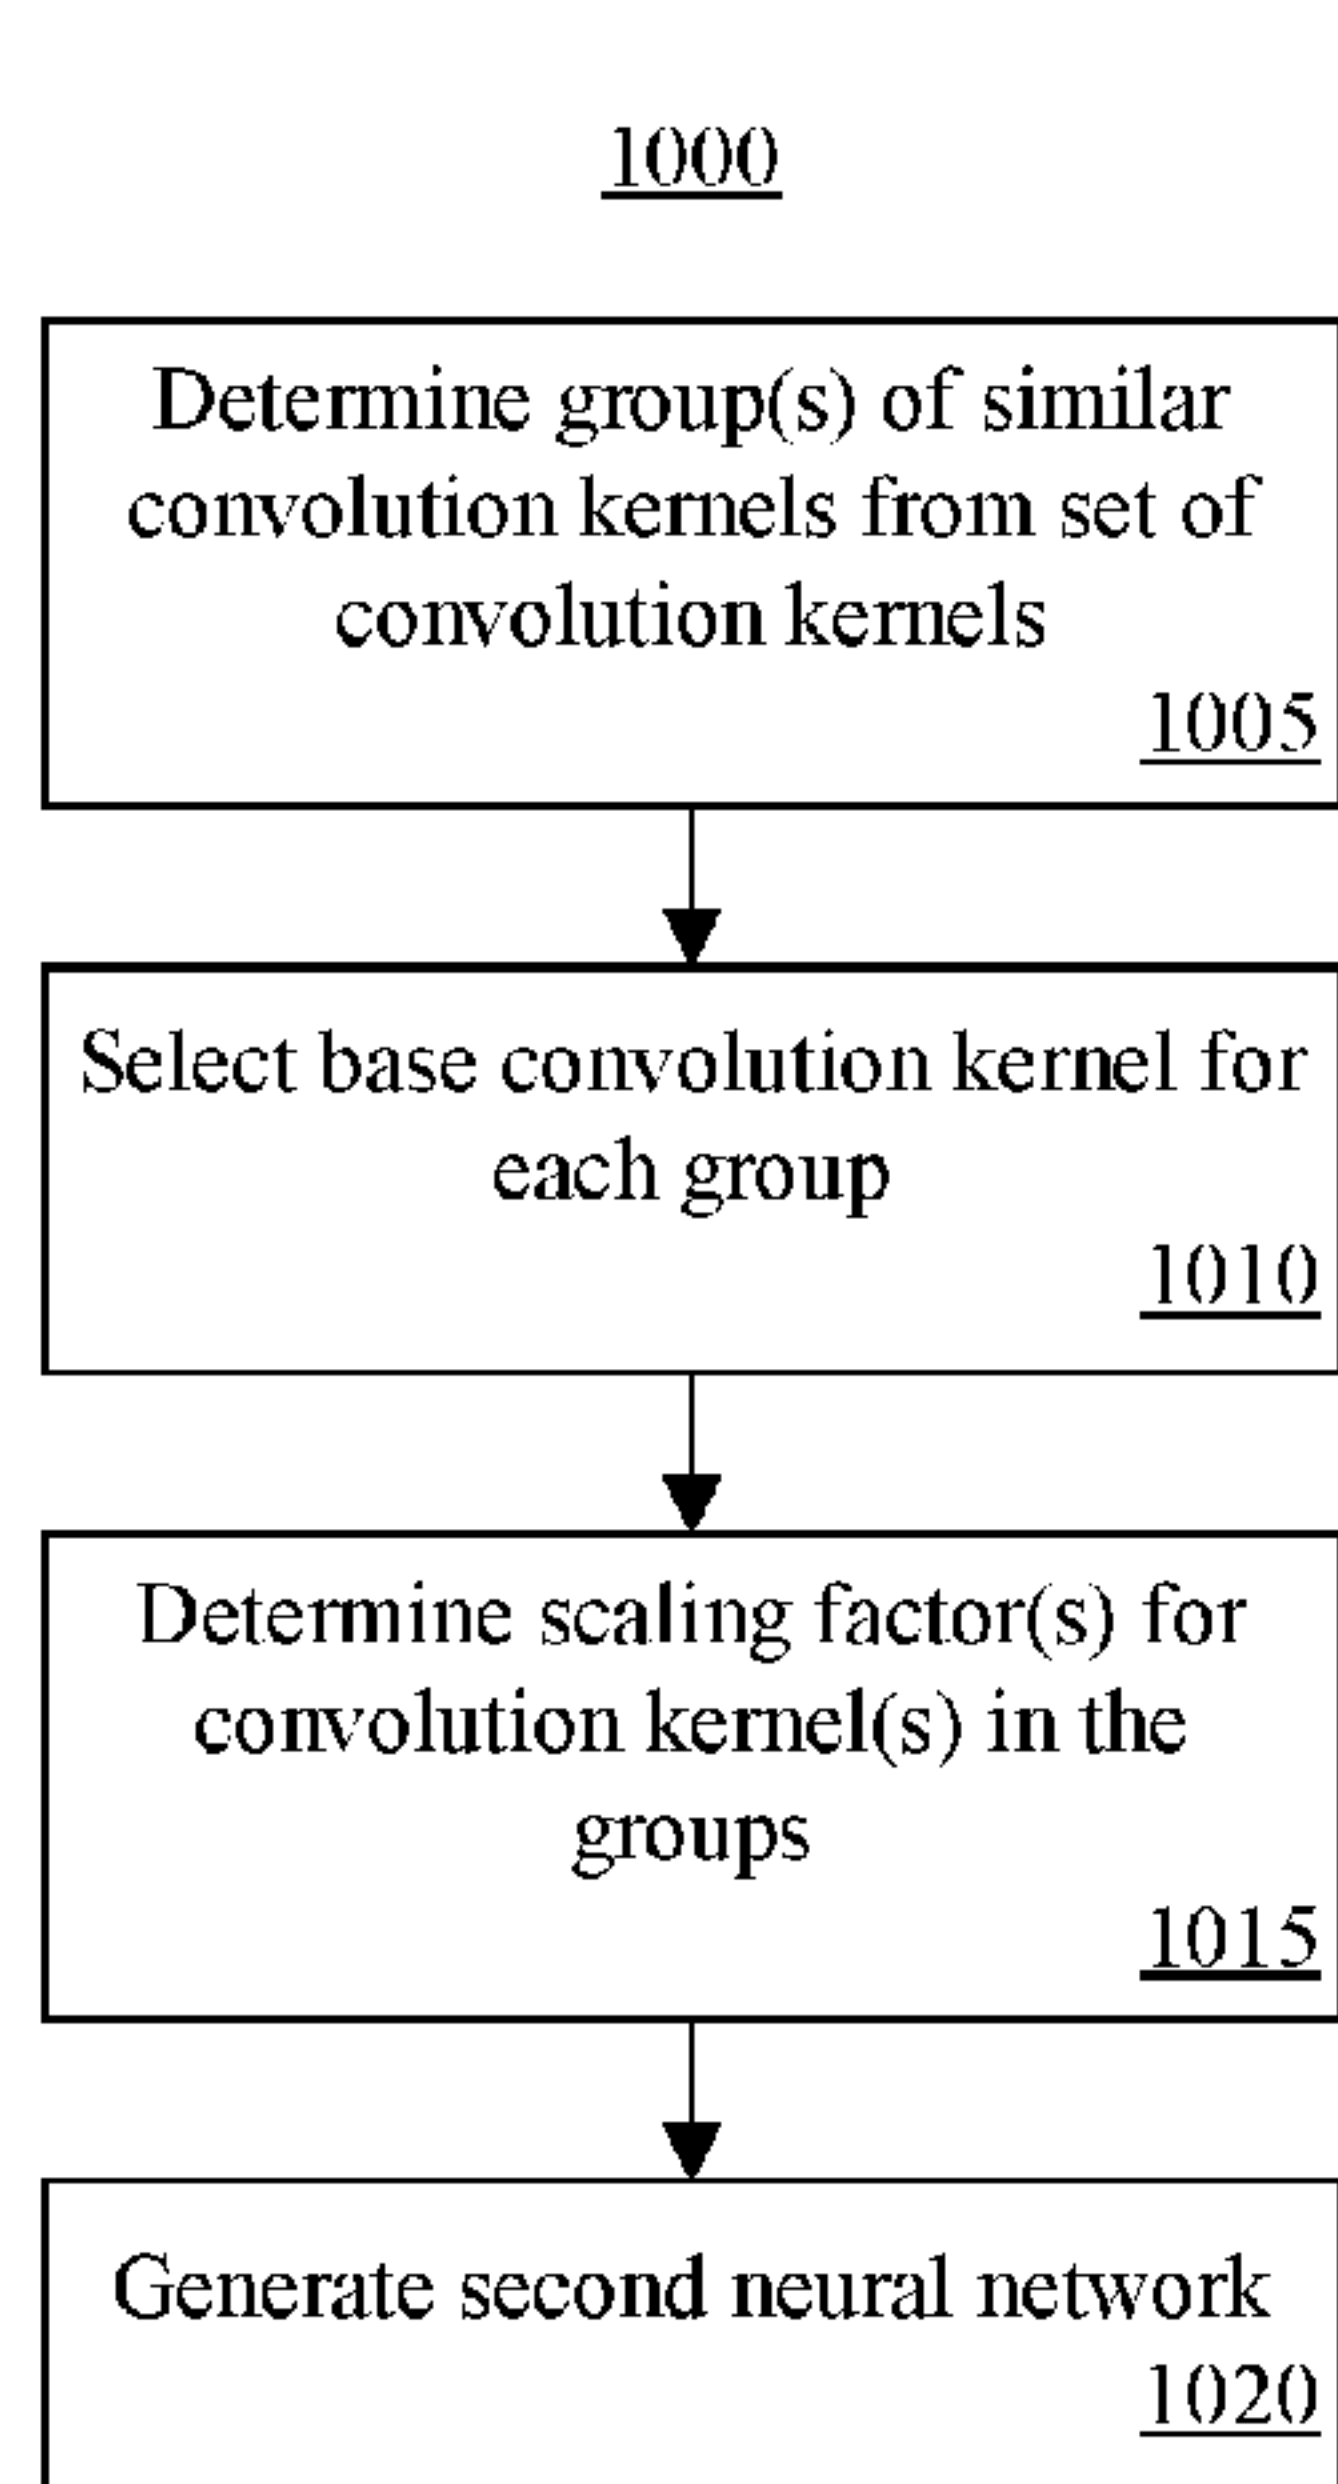 1000
Determine group(s) of similar
convolution kernels from set of
convolution kernels
1005
Select base convolution kernel for
each group
1010
Determine scaling factor(s) for
convolution kernel(s) in the
groups
1015
Generate second neural network
1020